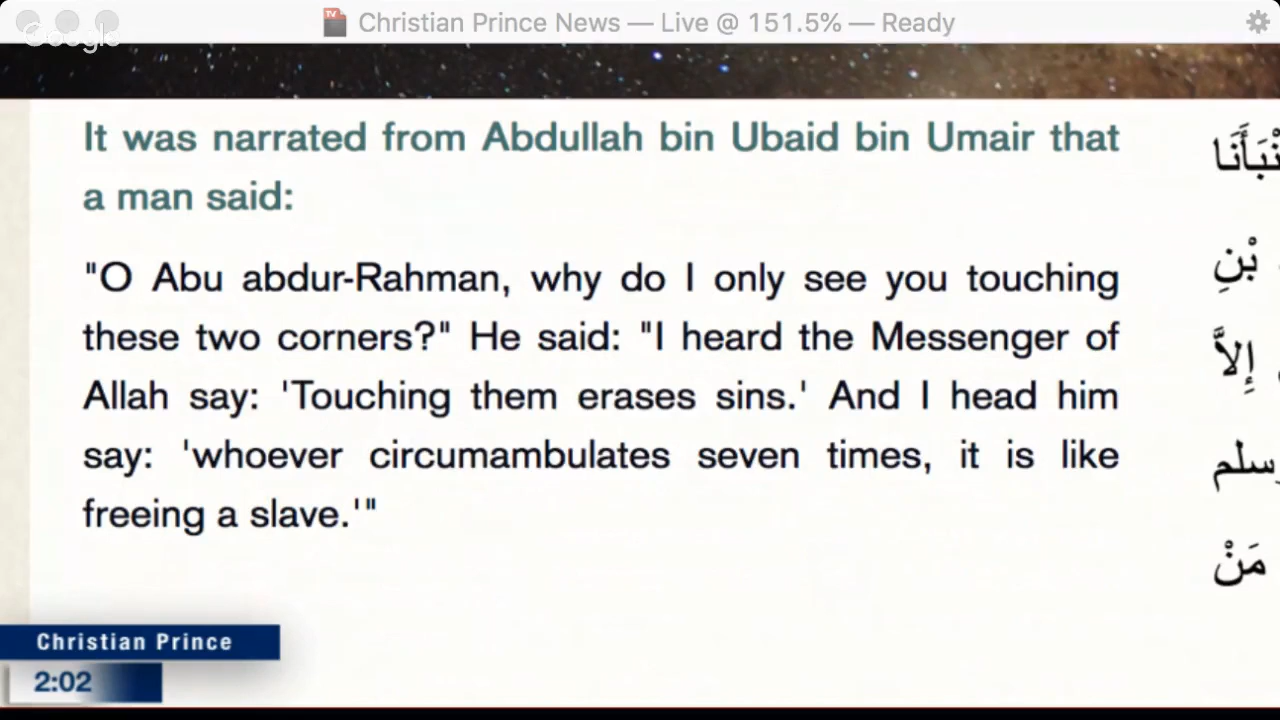 Christian Prince News — Live @ 151.5% — Ready
Google
TV
It was narrated from Abdullah bin Ubaid bin Umair that
a man said:
"O Abu abdur-Rahman, why do I only see you touching
these two corners?" He said: "I heard the Messenger of
Allah say: 'Touching them erases sins.' And I head him
say: 'whoever circumambulates seven times, it is like
freeing a slave.'"
بْنِ
إِلاَّ
مَنْ
Christian Prince
2:02